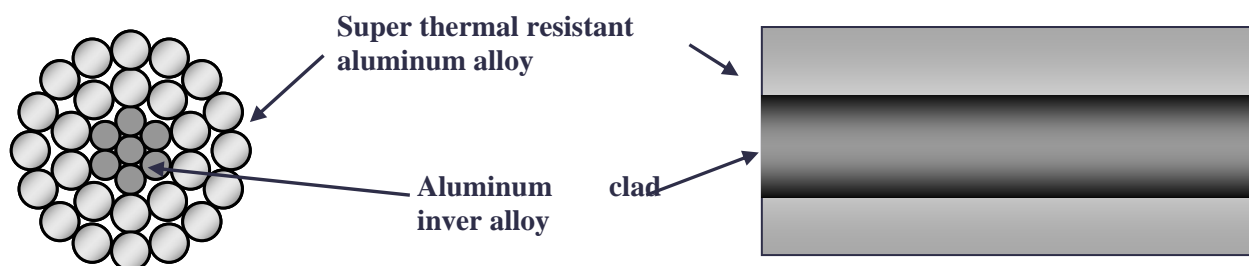 Super thermal resistant
aluminum alloy
Aluminum clad
inver alloy